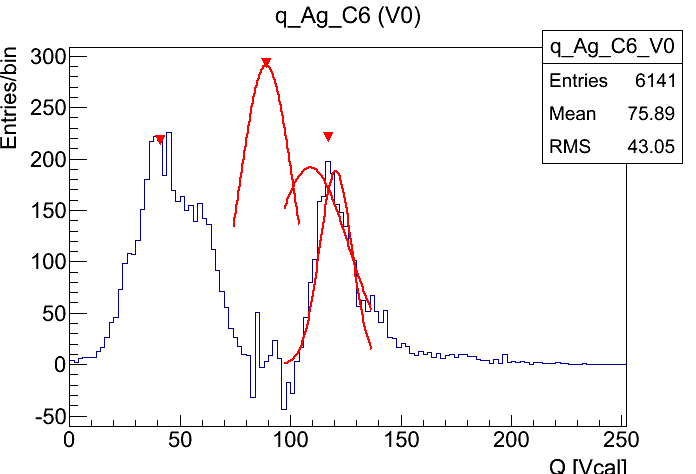 q_Ag_C6 (V0)
q_Ag_C6_V0
Entries 6141
Mean 75.89
RMS 43.05
Entries/bin
300
250
200
150
100
50
0
-50
0 50 100 150 200 250
Q [Vcal]